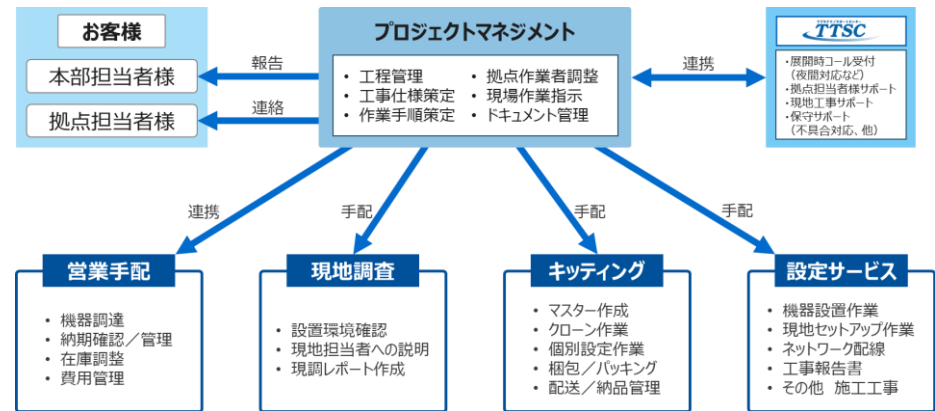 お客様
本部担当者様
拠点担当者様
報告
連絡
プロジェクトマネジメント
・ 工程管理
・ 工事仕様策定
・ 作業手順策定
・ 拠点作業者調整
・ 現場作業指示
・ ドキュメント管理
連携
TTSC
・展開時コール受付
（夜間対応など）
・拠点担当者様サポート
・現地工事サポート
・保守サポート
（不具合対応、他）
連携
手配
手配
手配
営業手配
・ 機器調達
・ 納期確認／管理
・ 在庫調整
・ 費用管理
現地調査
・ 設置環境確認
・ 現地担当者への説明
・ 現調レポート作成
キッティング
・ マスター作成
・ クローン作業
・ 個別設定作業
・ 梱包／パッキング
・ 配送／納品管理
設定サービス
・ 機器設置作業
・ 現地セットアップ作業
・ ネットワーク配線
・ 工事報告書
・ その他 施工工事